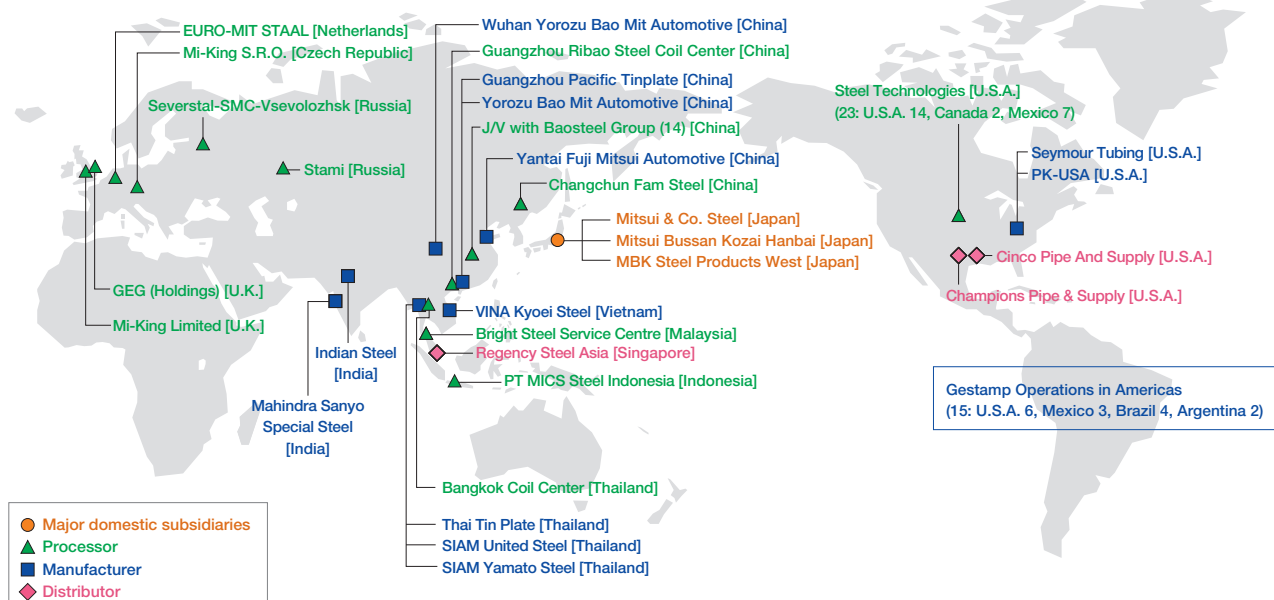 EURO-MIT STAAL [Netherlands]
Mi-King S.R.O. [Czech Republic]
Severstal-SMC-Vsevolozhsk [Russia]
Stami [Russia]
GEG (Holdings) [U.K.]
Mi-King Limited [U.K.]
Indian Steel
[India]
Mahindra Sanyo
Special Steel
[India]
Wuhan Yorozu Bao Mit Automotive [China]
Guangzhou Ribao Steel Coil Center [China]
Guangzhou Pacific Tinplate [China]
Yorozu Bao Mit Automotive [China]
J/V with Baosteel Group (14) [China]
Yantai Fuji Mitsui Automotive [China]
Changchun Fam Steel [China]
Mitsui & Co. Steel [Japan]
Mitsui Bussan Kozai Hanbai [Japan]
MBK Steel Products West [Japan]
VINA Kyoei Steel [Vietnam]
Bright Steel Service Centre [Malaysia]
Regency Steel Asia [Singapore]
PT MICS Steel Indonesia [Indonesia]
Bangkok Coil Center [Thailand]
Thai Tin Plate [Thailand]
SIAM United Steel [Thailand]
SIAM Yamato Steel [Thailand]
Steel Technologies [U.S.A.]
(23: U.S.A. 14, Canada 2, Mexico 7)
Seymour Tubing [U.S.A.]
PK-USA [U.S.A.]
Cinco Pipe And Supply [U.S.A.]
Champions Pipe & Supply [U.S.A.]
Gestamp Operations in Americas
(15: U.S.A. 6, Mexico 3, Brazil 4, Argentina 2)
Major domestic subsidiaries
Processor
Manufacturer
Distributor